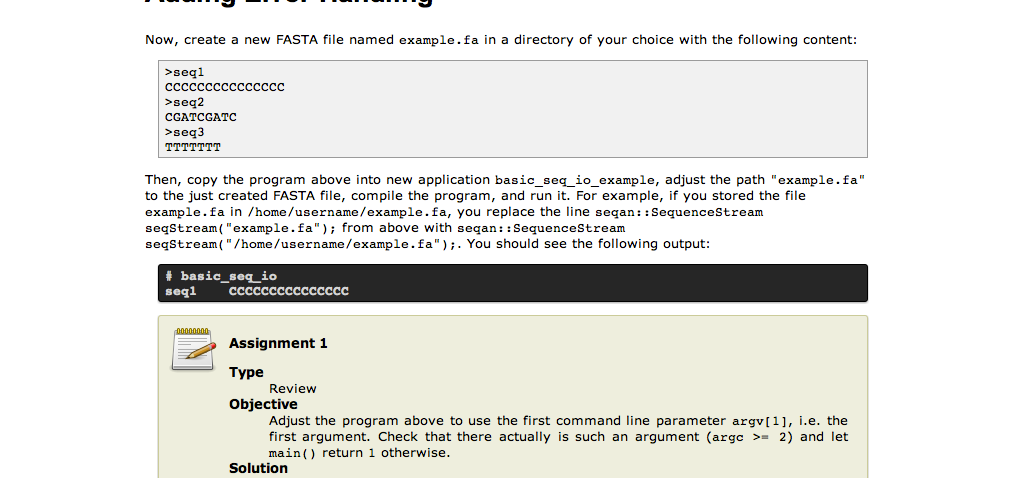 Adding Error Handling
Now, create a new FASTA file named example.fa in a directory of your choice with the following content:
>seq1
CCCCCCCCCCCCCCC
>seq2
CGATCGATC
>seq3
TTTTTTT
Then, copy the program above into new application basic_seq_io_example, adjust the path "example.fa"
to the just created FASTA file, compile the program, and run it. For example, if you stored the file
example.fa in /home/username/example.fa, you replace the line seqan::SequenceStream
seqStream("example.fa"); from above with seqan::SequenceStream
seqStream("/home/username/example.fa");. You should see the following output:
# basic_seq_io
seq1    CCCCCCCCCCCCCCC
Assignment 1
Type
Review
Objective
Adjust the program above to use the first command line parameter argv[1], i.e. the
first argument. Check that there actually is such an argument (argc >= 2) and let
main() return 1 otherwise.
Solution